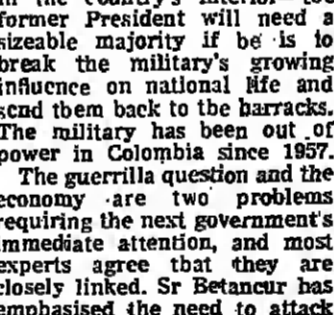 former President will need a
sizeable majority if be is to
break the military's growing
influence on national life and
send tbem back to tbe barracks.
The military has been out of
power in Colombia since 1957.
The guerrilla question and the
economy are two problems
requiring the next government's
immediate attention, and most
experts agree tbat they are
closely linked. Sr Betancur bas
emphasised the need to attack